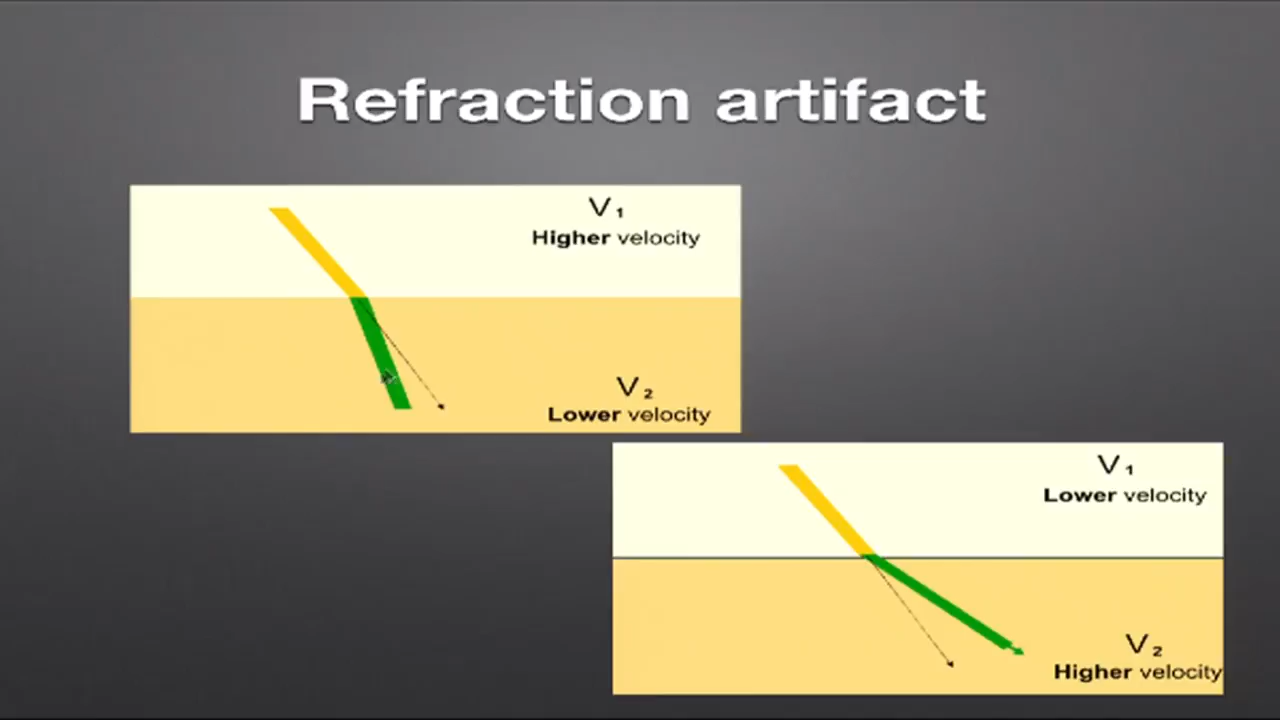 Refraction artifact
V₁
Higher velocity
V₂
Lower velocity
V₁
Lower velocity
V₂
Higher velocity